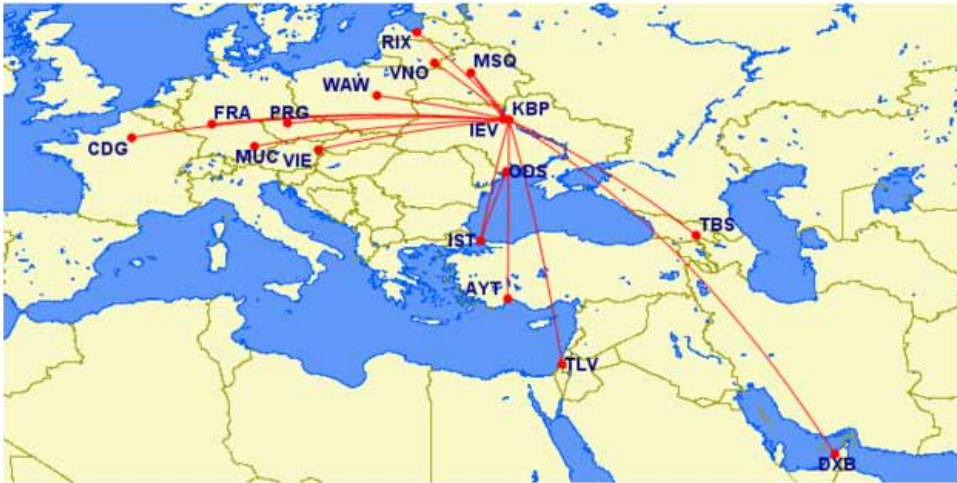 RIX
MSQ
VNO
WAW
KBP
FRA
PRG
IEV
CDG
MUC
VIE
ODS
TBS
IST
AYT
TLV
DXB